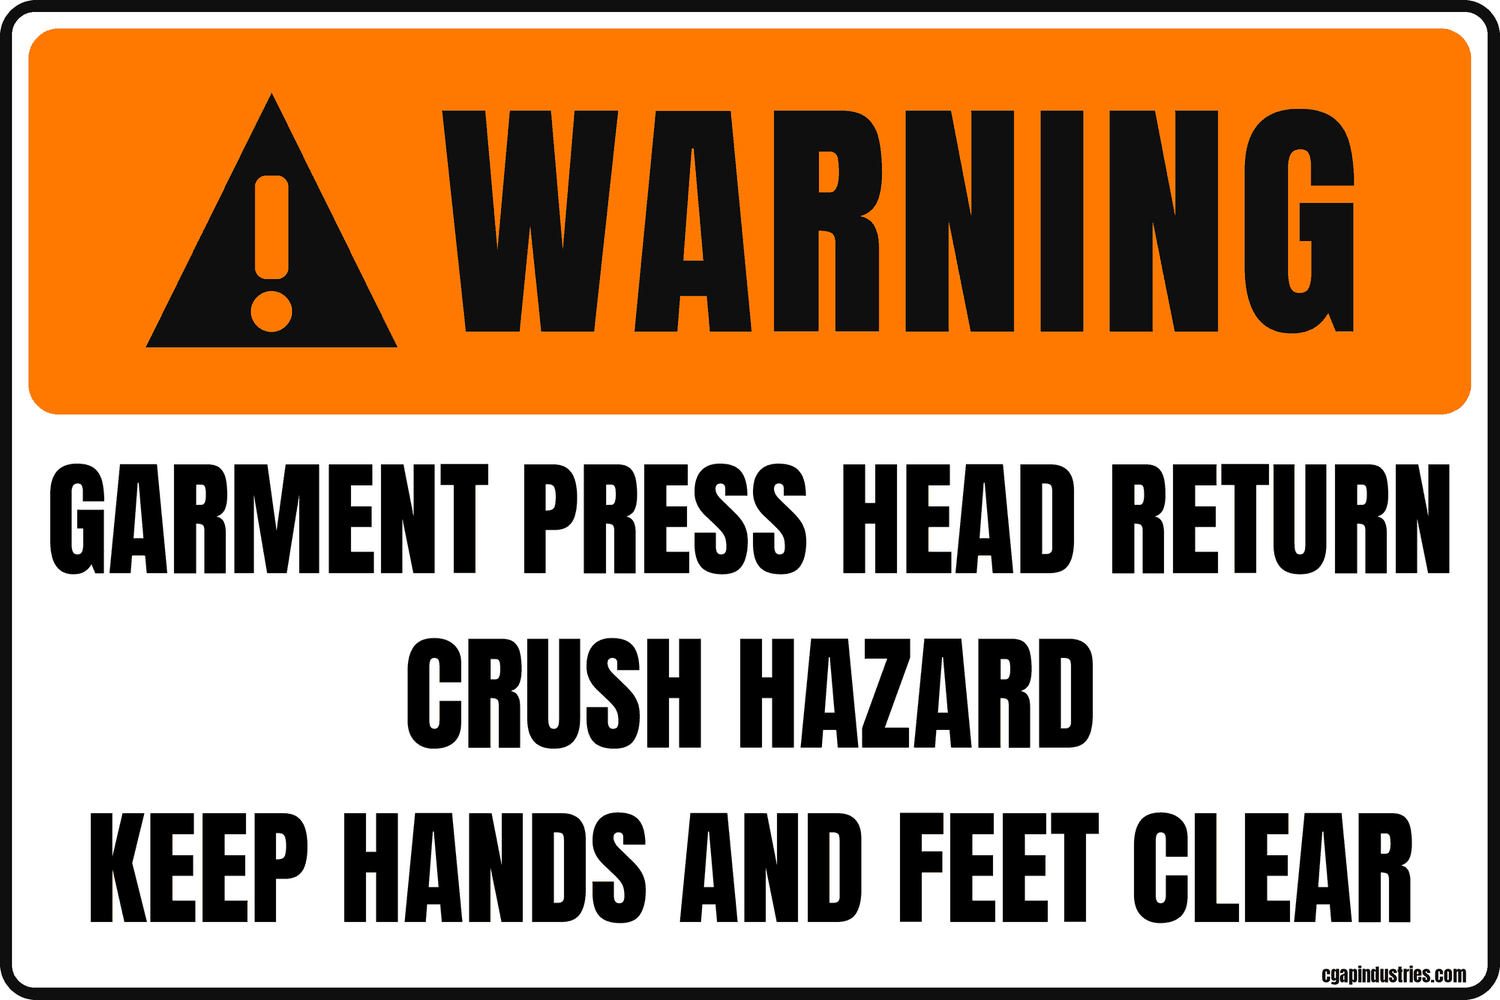 WARNING
GARMENT PRESS HEAD RETURN
CRUSH HAZARD
KEEP HANDS AND FEET CLEAR
cgapindustries.com